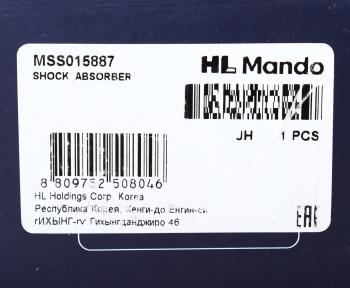 MSS015887
SHOCK ABSORBER
HL Mando
JH 1 PCS
8 809752 508046
HL Holdings Corp. Korea
Республика Корея, Кенги-до Енгин-си
гИХЫНГ-гу Гихынгданджиро 46
EAC